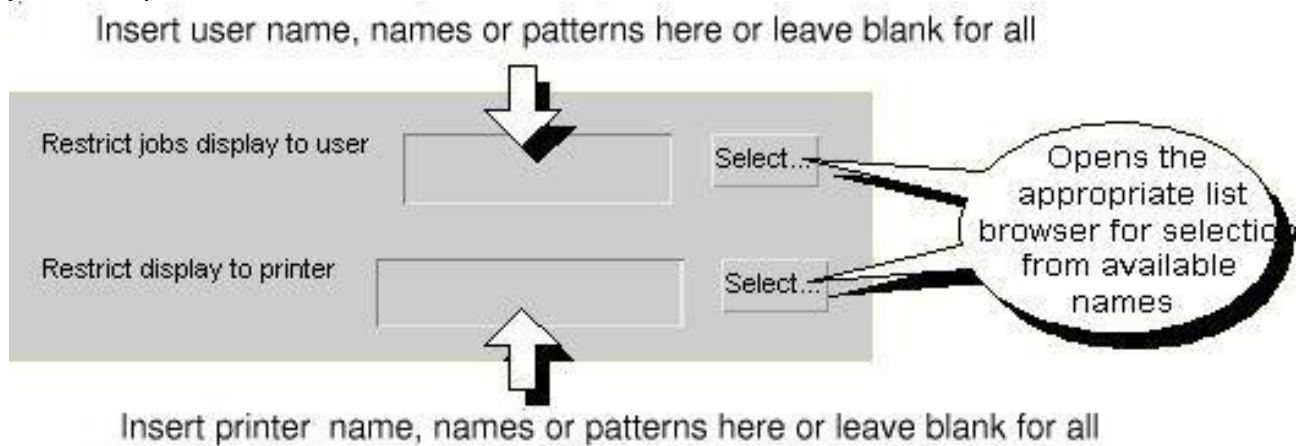 Insert user name, names or patterns here or leave blank for all
Restrict jobs display to user
Select...
Opens the
appropriate list
browser for selection
from available
names
Restrict display to printer
Select...
Insert printer name, names or patterns here or leave blank for all